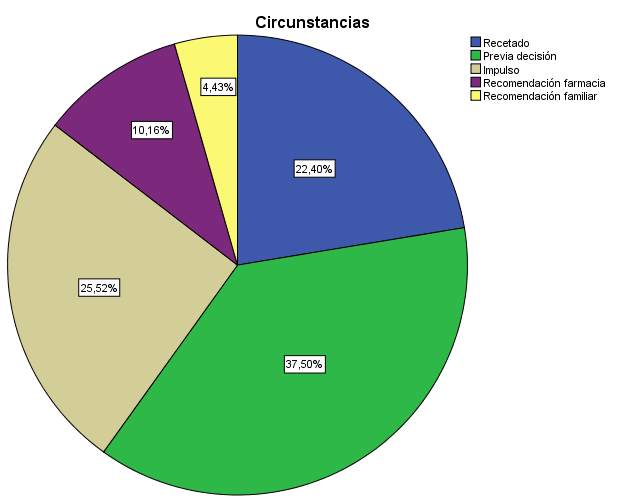 Circunstancias
Recetado
Previa decisión
Impulso
Recomendación farmacia
Recomendación familiar
4,43%
10,16%
22,40%
25,52%
37,50%